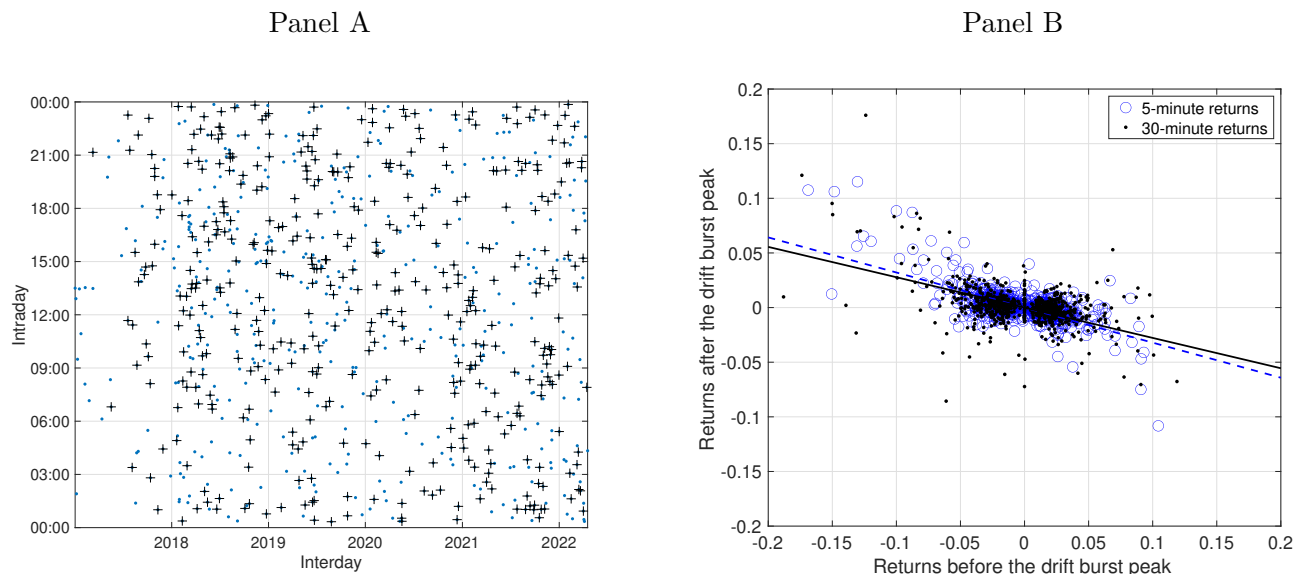 Panel A
00:00
21:00
18:00
15:00
12:00
09:00
06:00
03:00
00:00
Intraday
2018 2019 2020 2021 2022
Interday
Panel B
0.2
0.15
0.1
0.05
0
-0.05
-0.1
-0.15
-0.2
Returns after the drift burst peak
5-minute returns
30-minute returns
-0.2 -0.15 -0.1 -0.05 0 0.05 0.1 0.15 0.2
Returns before the drift burst peak